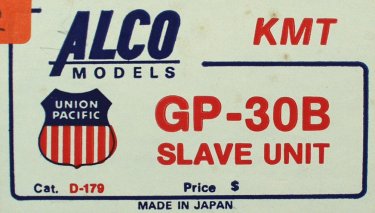 ALCO
MODELS
KMT
UNION
PACIFIC
GP-30B
SLAVE UNIT
Cat. D-179
Price $
MADE IN JAPAN